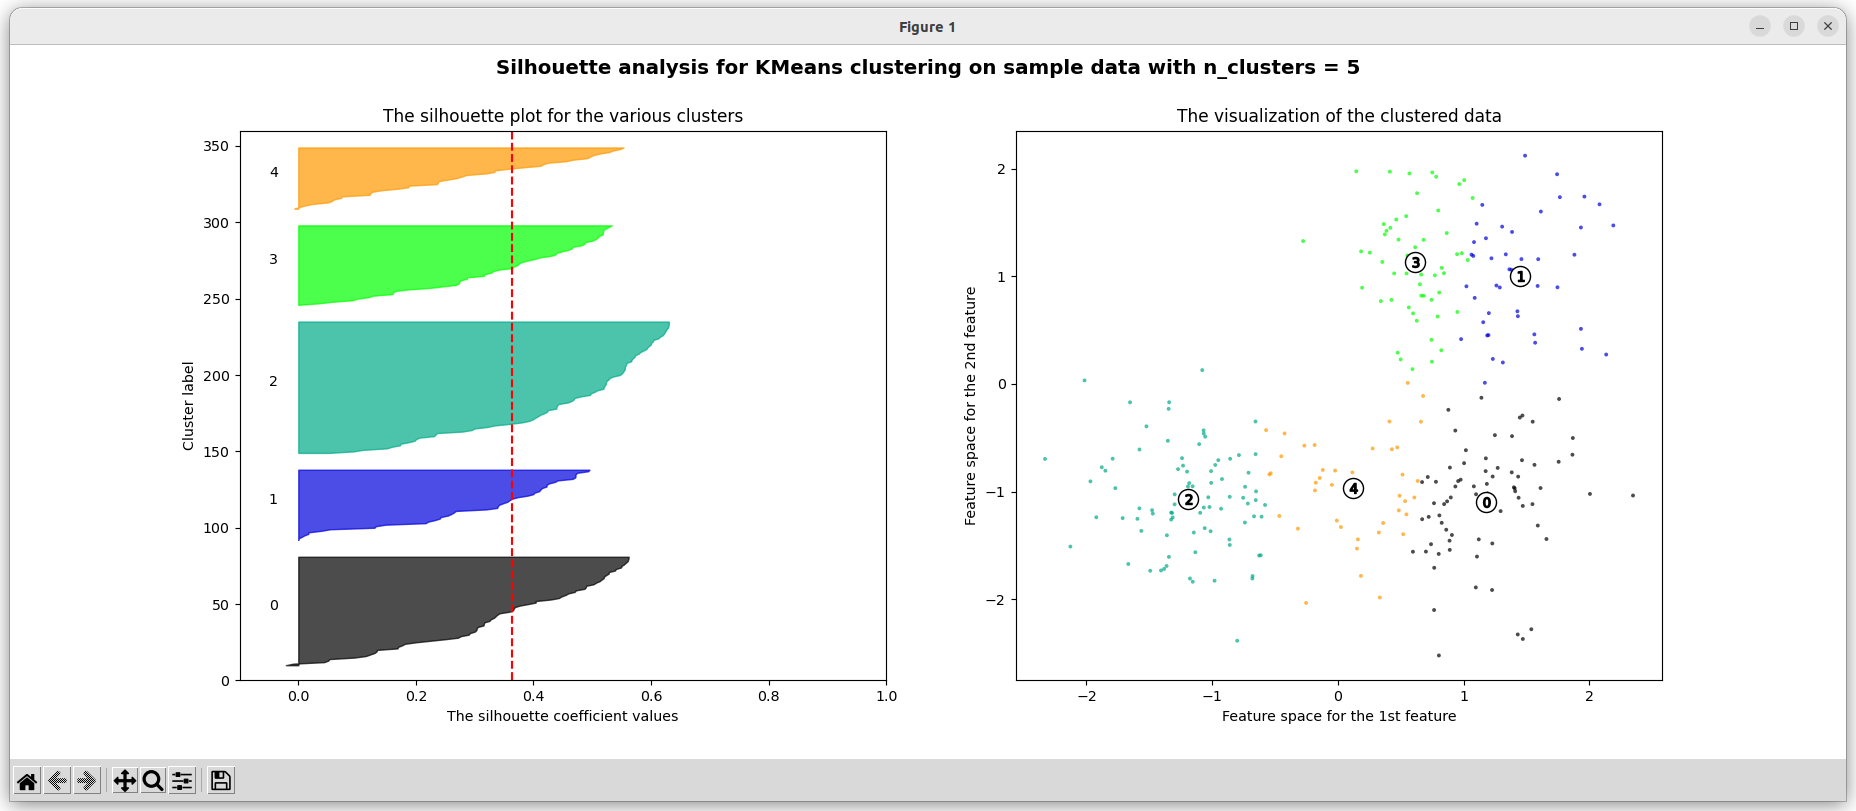 Figure 1
Silhouette analysis for KMeans clustering on sample data with n_clusters = 5
The silhouette plot for the various clusters
350
300
250
200
150
100
50
0
Cluster label
4
3
2
1
0
0.0 0.2 0.4 0.6 0.8 1.0
The silhouette coefficient values
The visualization of the clustered data
2
1
0
−1
−2
Feature space for the 2nd feature
3 1
2 4 0
−2 −1 0 1 2
Feature space for the 1st feature